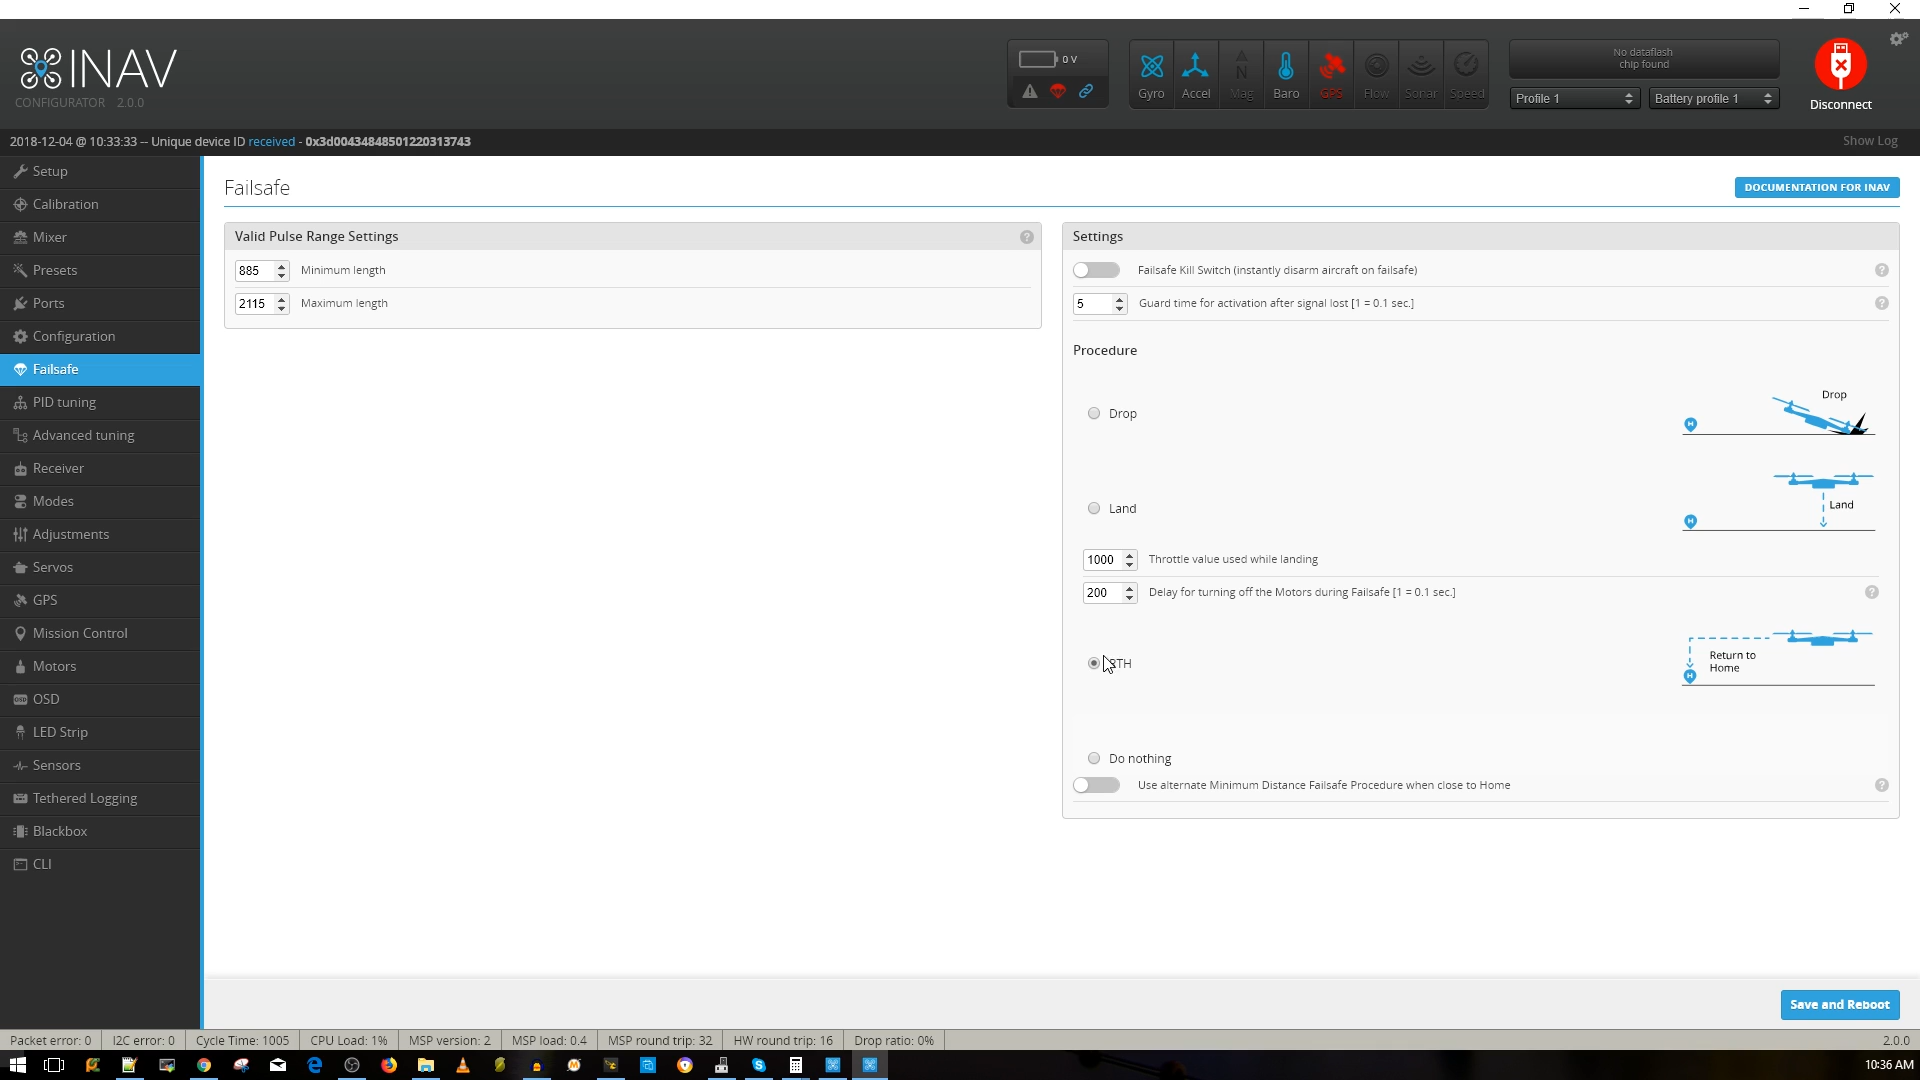 INAV
CONFIGURATOR 2.0.0
0 V
Gyro
Accel
Mag
Baro
GPS
Flow
Sonar
Speed
No dataflash
chip found
Profile 1
Battery profile 1
Disconnect
2018-12-04 @ 10:33:33 -- Unique device ID received - 0x3d00434848501220313743
Show Log
Setup
Calibration
Mixer
Presets
Ports
Configuration
Failsafe
PID tuning
Advanced tuning
Receiver
Modes
Adjustments
Servos
GPS
Mission Control
Motors
OSD
LED Strip
Sensors
Tethered Logging
Blackbox
CLI
Failsafe
DOCUMENTATION FOR INAV
Valid Pulse Range Settings
885 Minimum length
2115 Maximum length
Settings
Failsafe Kill Switch (instantly disarm aircraft on failsafe)
5 Guard time for activation after signal lost [1 = 0.1 sec.]
Procedure
Drop
Drop
Land
Land
1000 Throttle value used while landing
200 Delay for turning off the Motors during Failsafe [1 = 0.1 sec.]
RTH
Return to
Home
Do nothing
Use alternate Minimum Distance Failsafe Procedure when close to Home
Save and Reboot
Packet error: 0
I2C error: 0
Cycle Time: 1005
CPU Load: 1%
MSP version: 2
MSP load: 0.4
MSP round trip: 32
HW round trip: 16
Drop ratio: 0%
2.0.0
10:36 AM